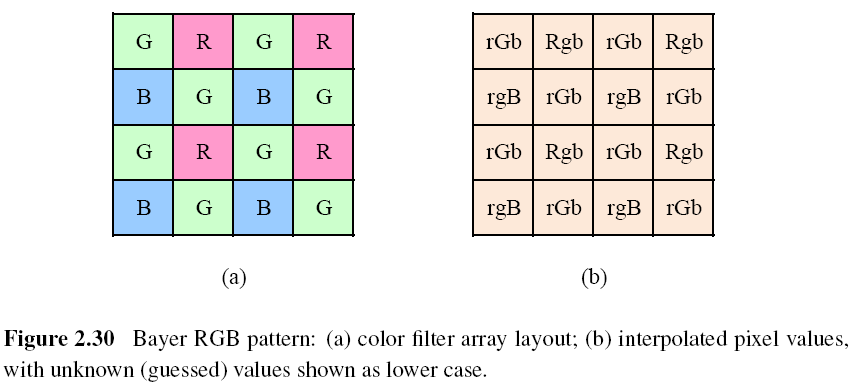 G R G R rGb Rgb rGb Rgb
B G B G rgB rGb rgB rGb
G R G R rGb Rgb rGb Rgb
B G B G rgB rGb rgB rGb
(a) (b)
Figure 2.30 Bayer RGB pattern: (a) color filter array layout; (b) interpolated pixel values,
with unknown (guessed) values shown as lower case.